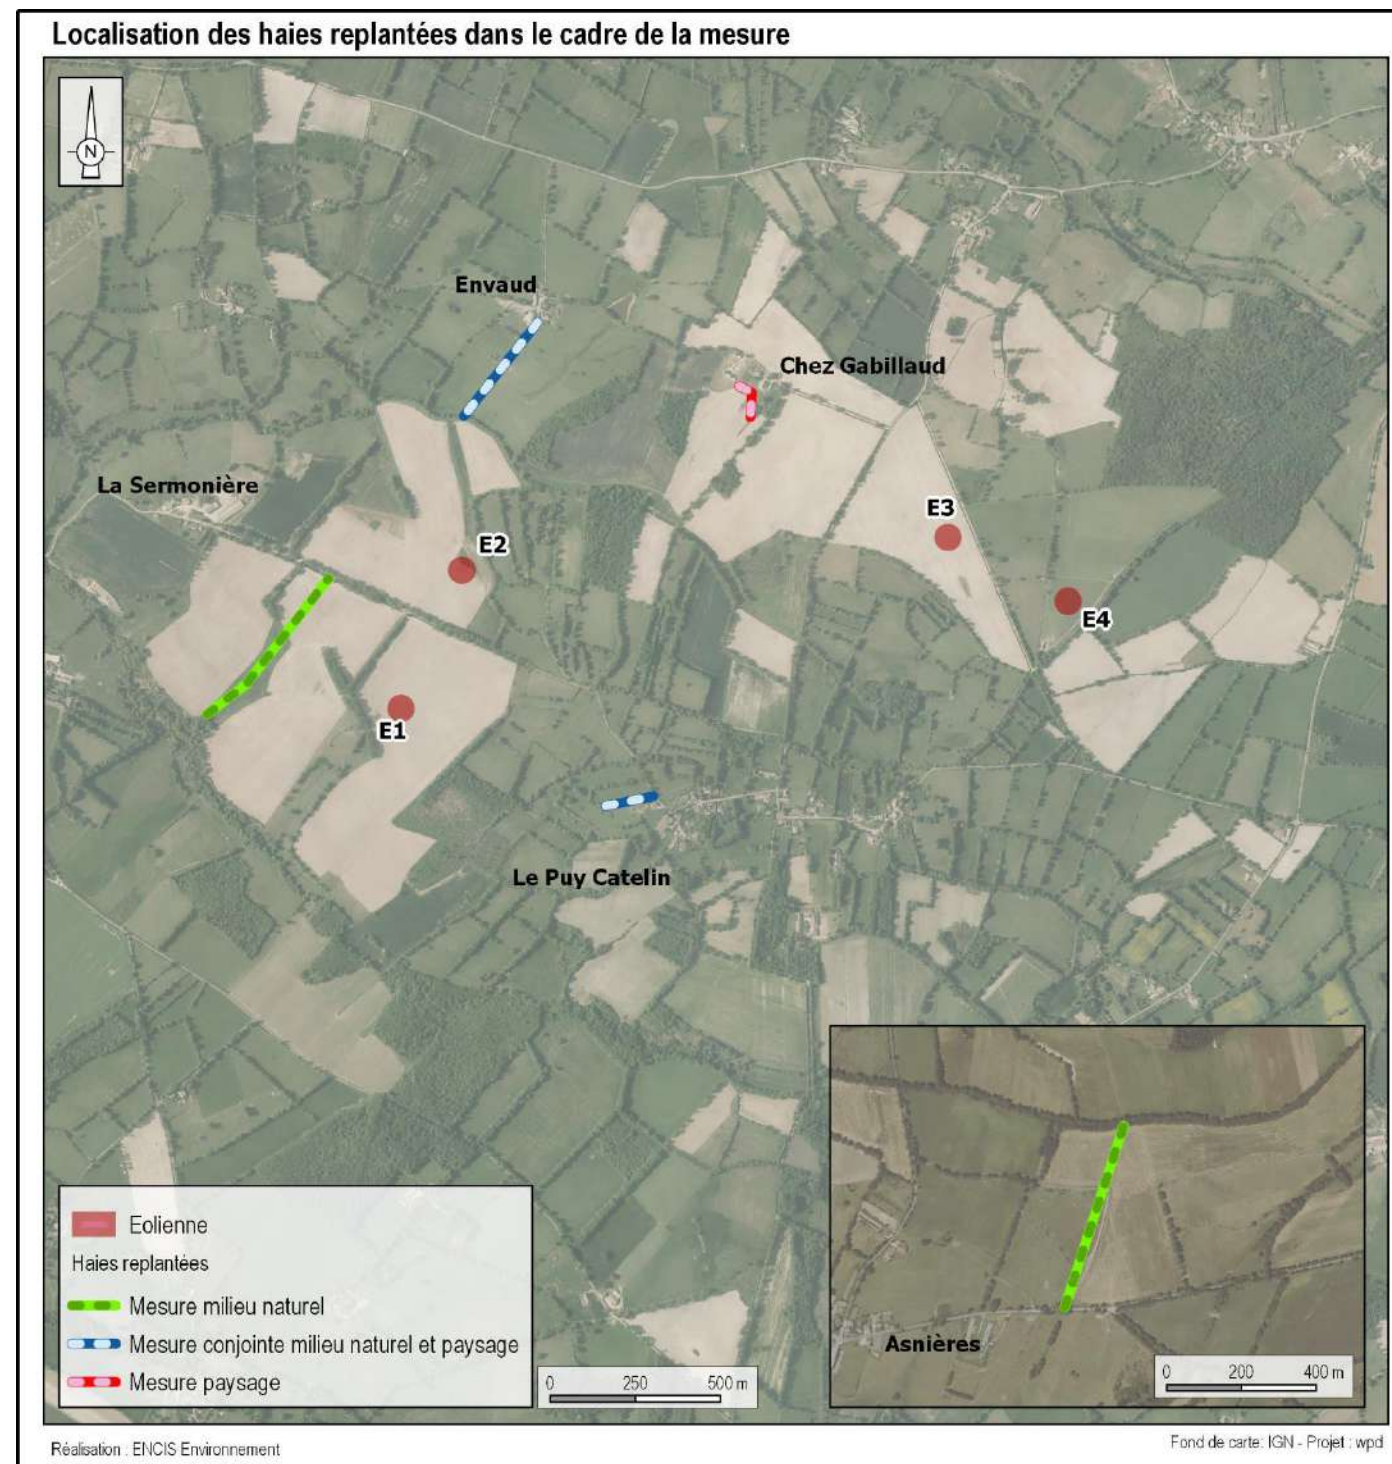 Localisation des haies replantées dans le cadre de la mesure
N
Envaud
Chez Gabillaud
La Sermonière
E3
E2
E4
E1
Le Puy Catelin
Eolienne
Haies replantées
Mesure milieu naturel
Mesure conjointe milieu naturel et paysage
Mesure paysage
0 250 500 m
Asnières
0 200 400 m
Réalisation : ENCIS Environnement
Fond de carte: IGN - Projet : wpd